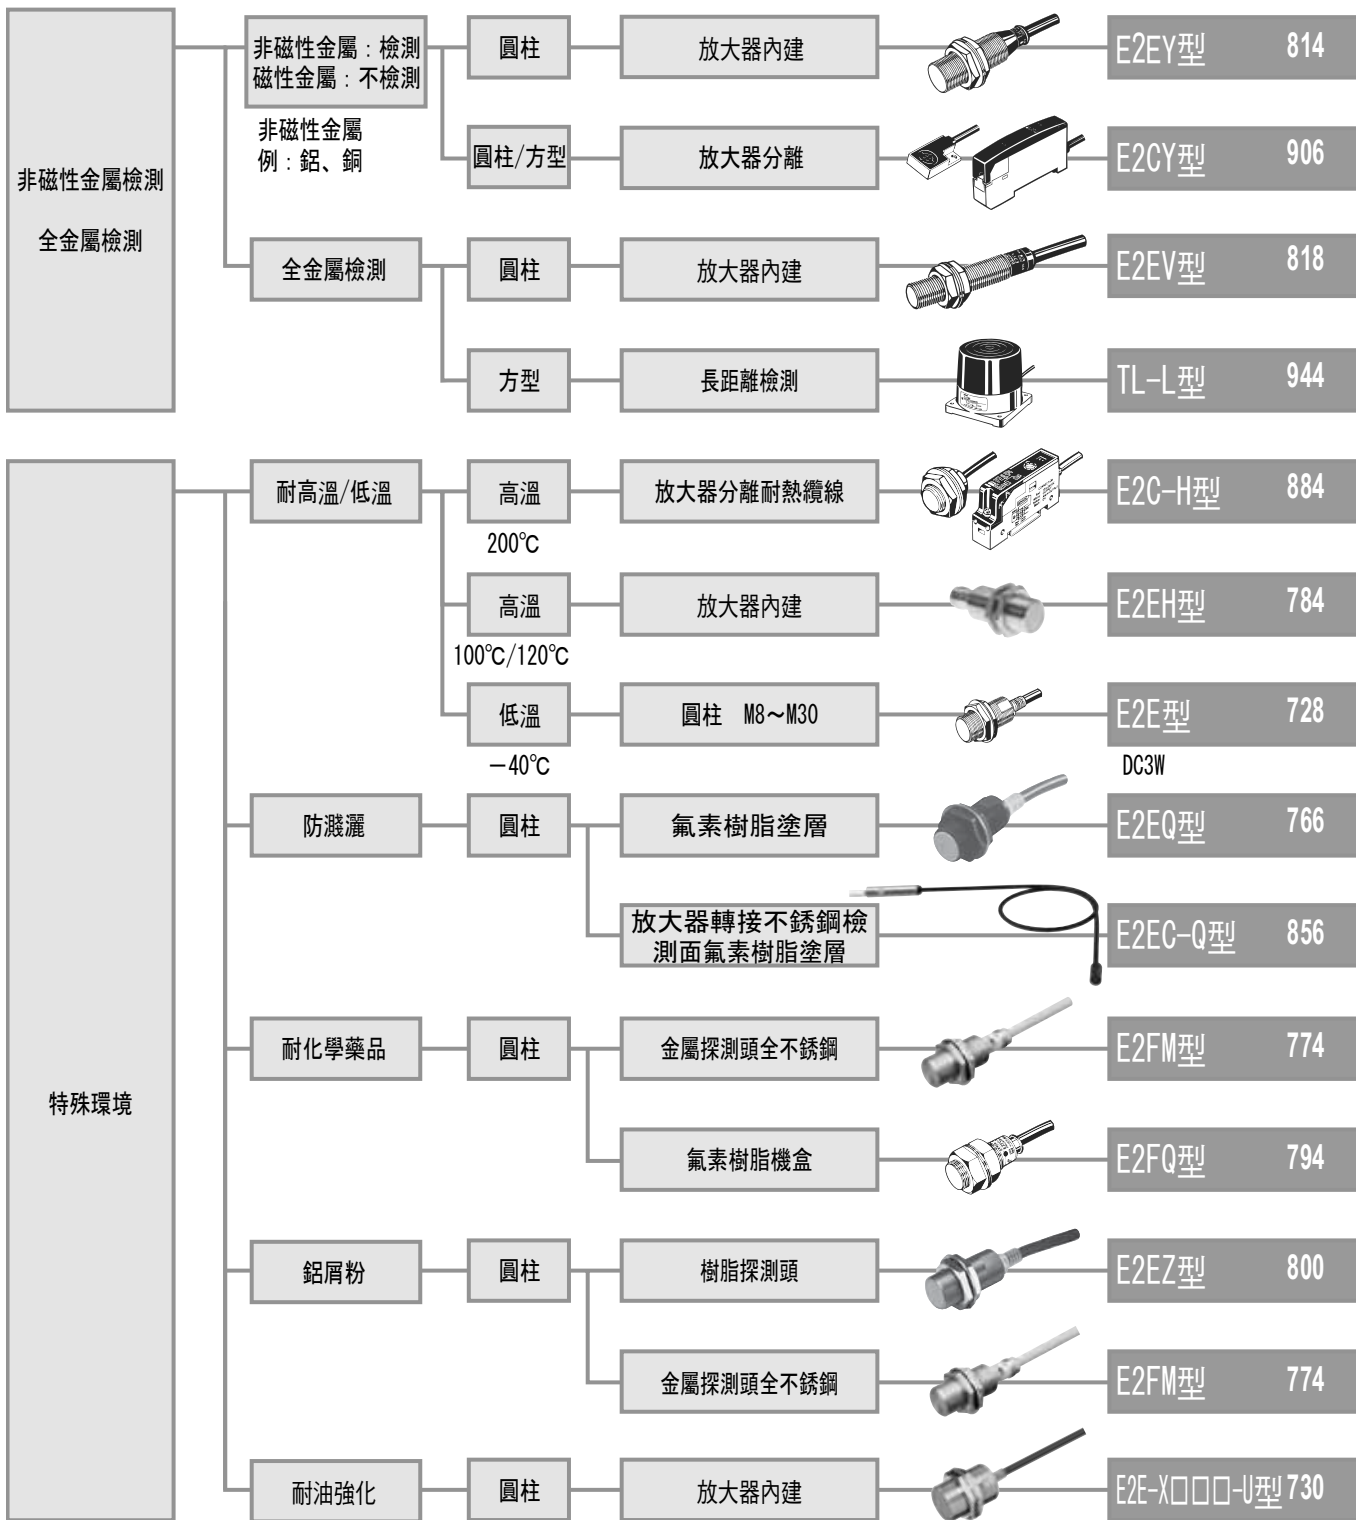 非磁性金屬檢測
全金屬檢測
非磁性金屬：檢測
磁性金屬：不檢測
非磁性金屬
例：鋁、銅
圓柱
放大器內建
E2EY型 814
圓柱/方型
放大器分離
E2CY型 906
全金屬檢測
圓柱
放大器內建
E2EV型 818
方型
長距離檢測
TL-L型 944
特殊環境
耐高溫/低溫
高溫
200℃
放大器分離耐熱纜線
E2C-H型 884
高溫
100℃/120℃
放大器內建
E2EH型 784
低溫
－40℃
圓柱 M8～M30
E2E型 728
DC3W
防濺灑
圓柱
氟素樹脂塗層
E2EQ型 766
放大器轉接不銹鋼檢
測面氟素樹脂塗層
E2EC-Q型 856
耐化學藥品
圓柱
金屬探測頭全不銹鋼
E2FM型 774
氟素樹脂機盒
E2FQ型 794
鋁屑粉
圓柱
樹脂探測頭
E2EZ型 800
金屬探測頭全不銹鋼
E2FM型 774
耐油強化
圓柱
放大器內建
E2E-X□□□-U型 730